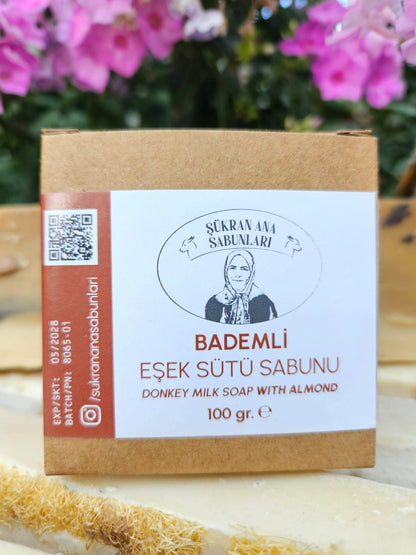 ŞÜKRAN ANA
SABUNLARI
BADEMLİ
EŞEK SÜTÜ SABUNU
DONKEY MILK SOAP WITH ALMOND
100 gr. ℮
EXP/SKT: 05/2028
BATCH/PN: 8065-01
/sukrananasabunlari